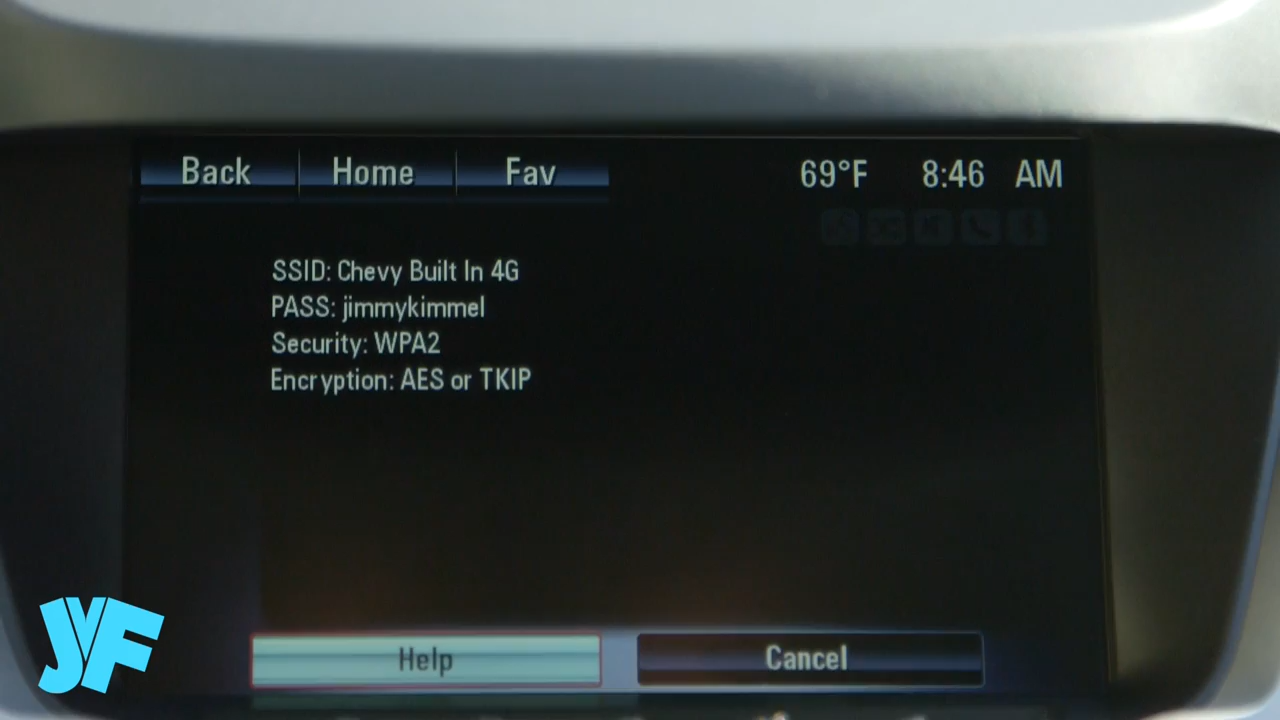 Back Home Fav 69°F 8:46 AM
SSID: Chevy Built In 4G
PASS: jimmykimmel
Security: WPA2
Encryption: AES or TKIP
Help Cancel
JYF